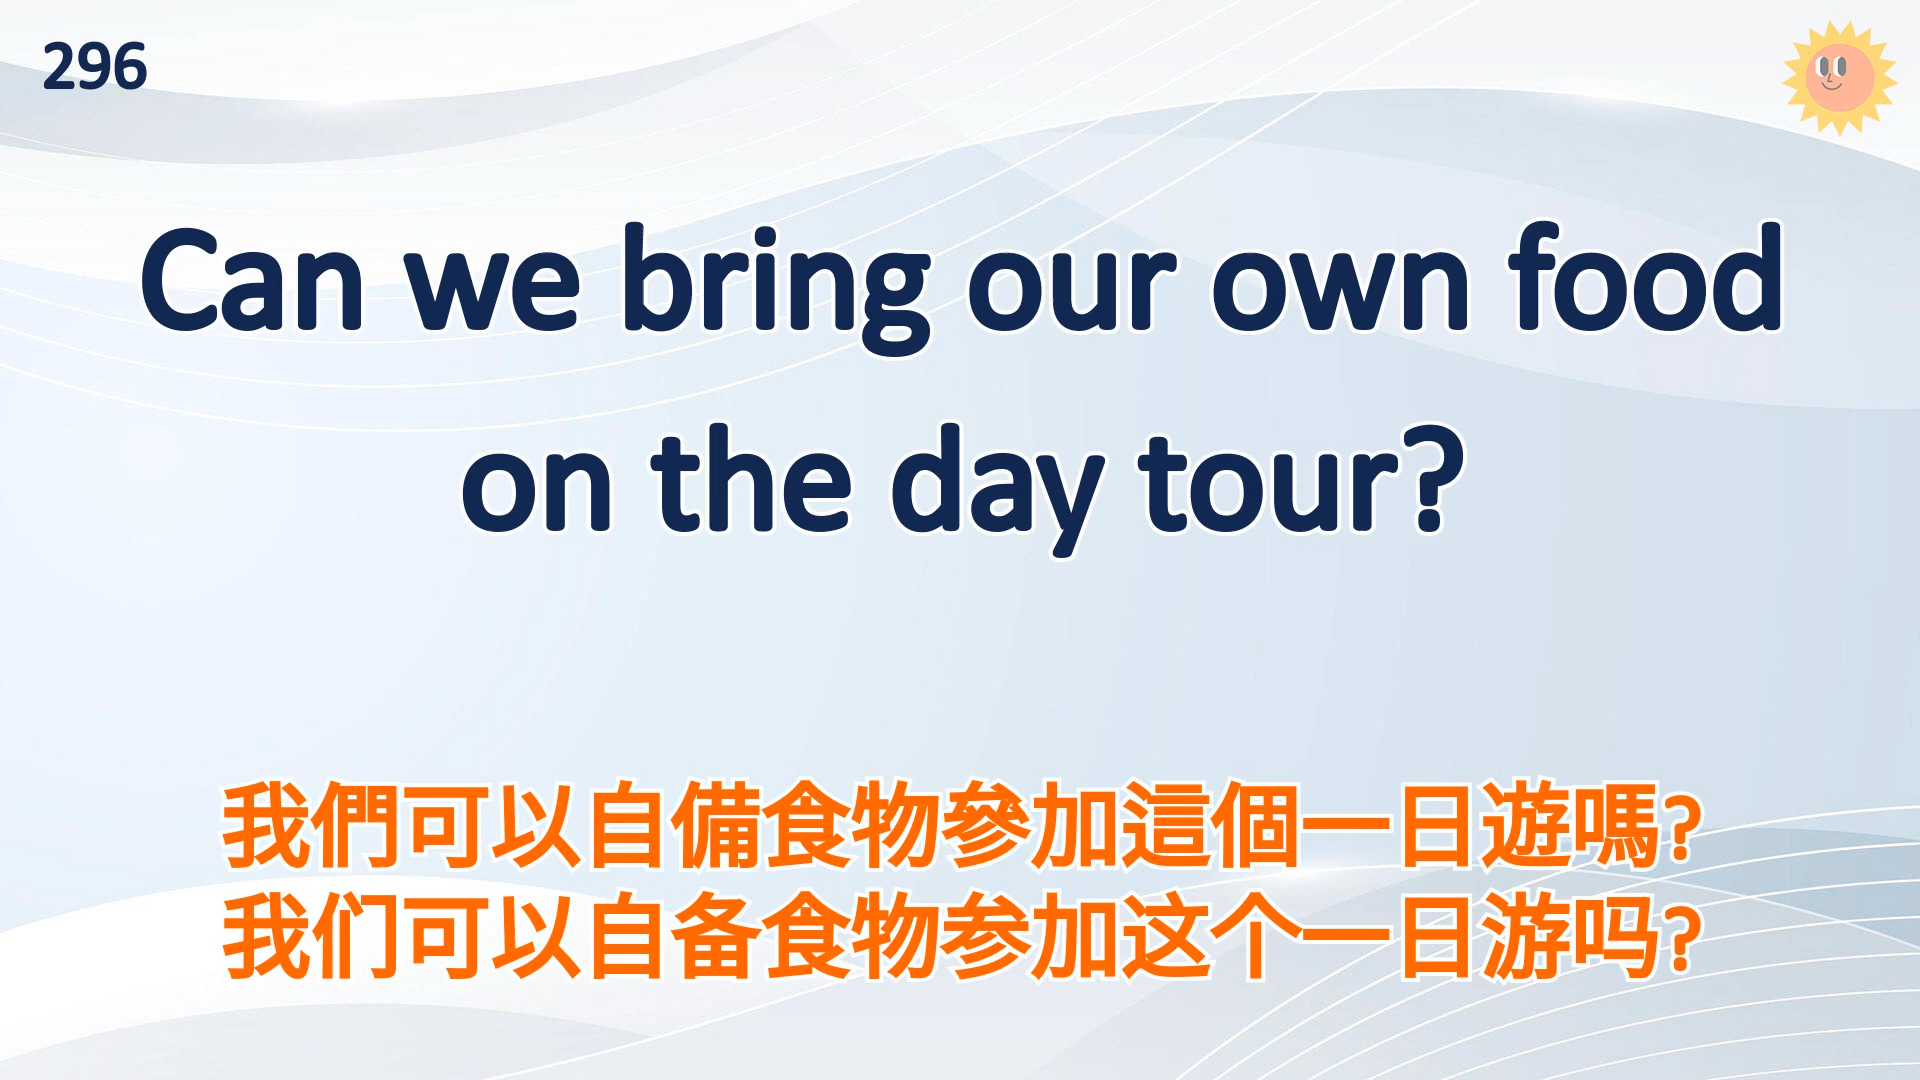 296
Can we bring our own food
on the day tour?
我們可以自備食物參加這個一日遊嗎?
我们可以自备食物参加这个一日游吗?